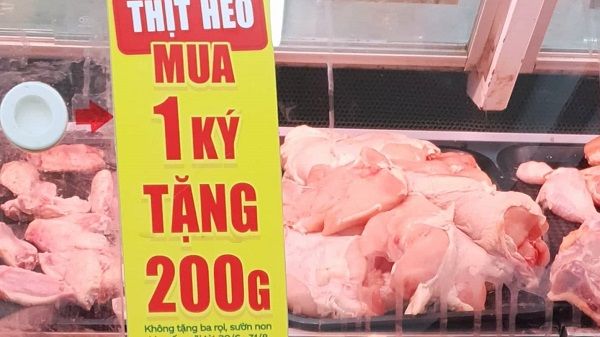 THỊT HEO
MUA
1 KÝ
TẶNG
200G
Không tặng ba rọi, sườn non